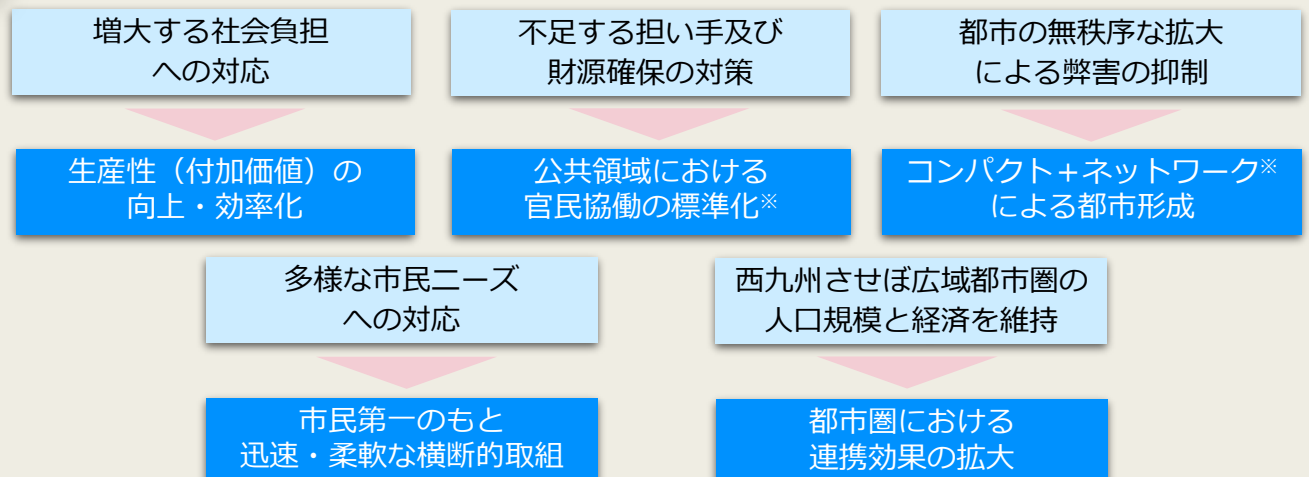 増大する社会負担
への対応
不足する担い手及び
財源確保の対策
都市の無秩序な拡大
による弊害の抑制
生産性（付加価値）の
向上・効率化
公共領域における
官民協働の標準化※
コンパクト＋ネットワーク※
による都市形成
多様な市民ニーズ
への対応
西九州させぼ広域都市圏の
人口規模と経済を維持
市民第一のもと
迅速・柔軟な横断的取組
都市圏における
連携効果の拡大